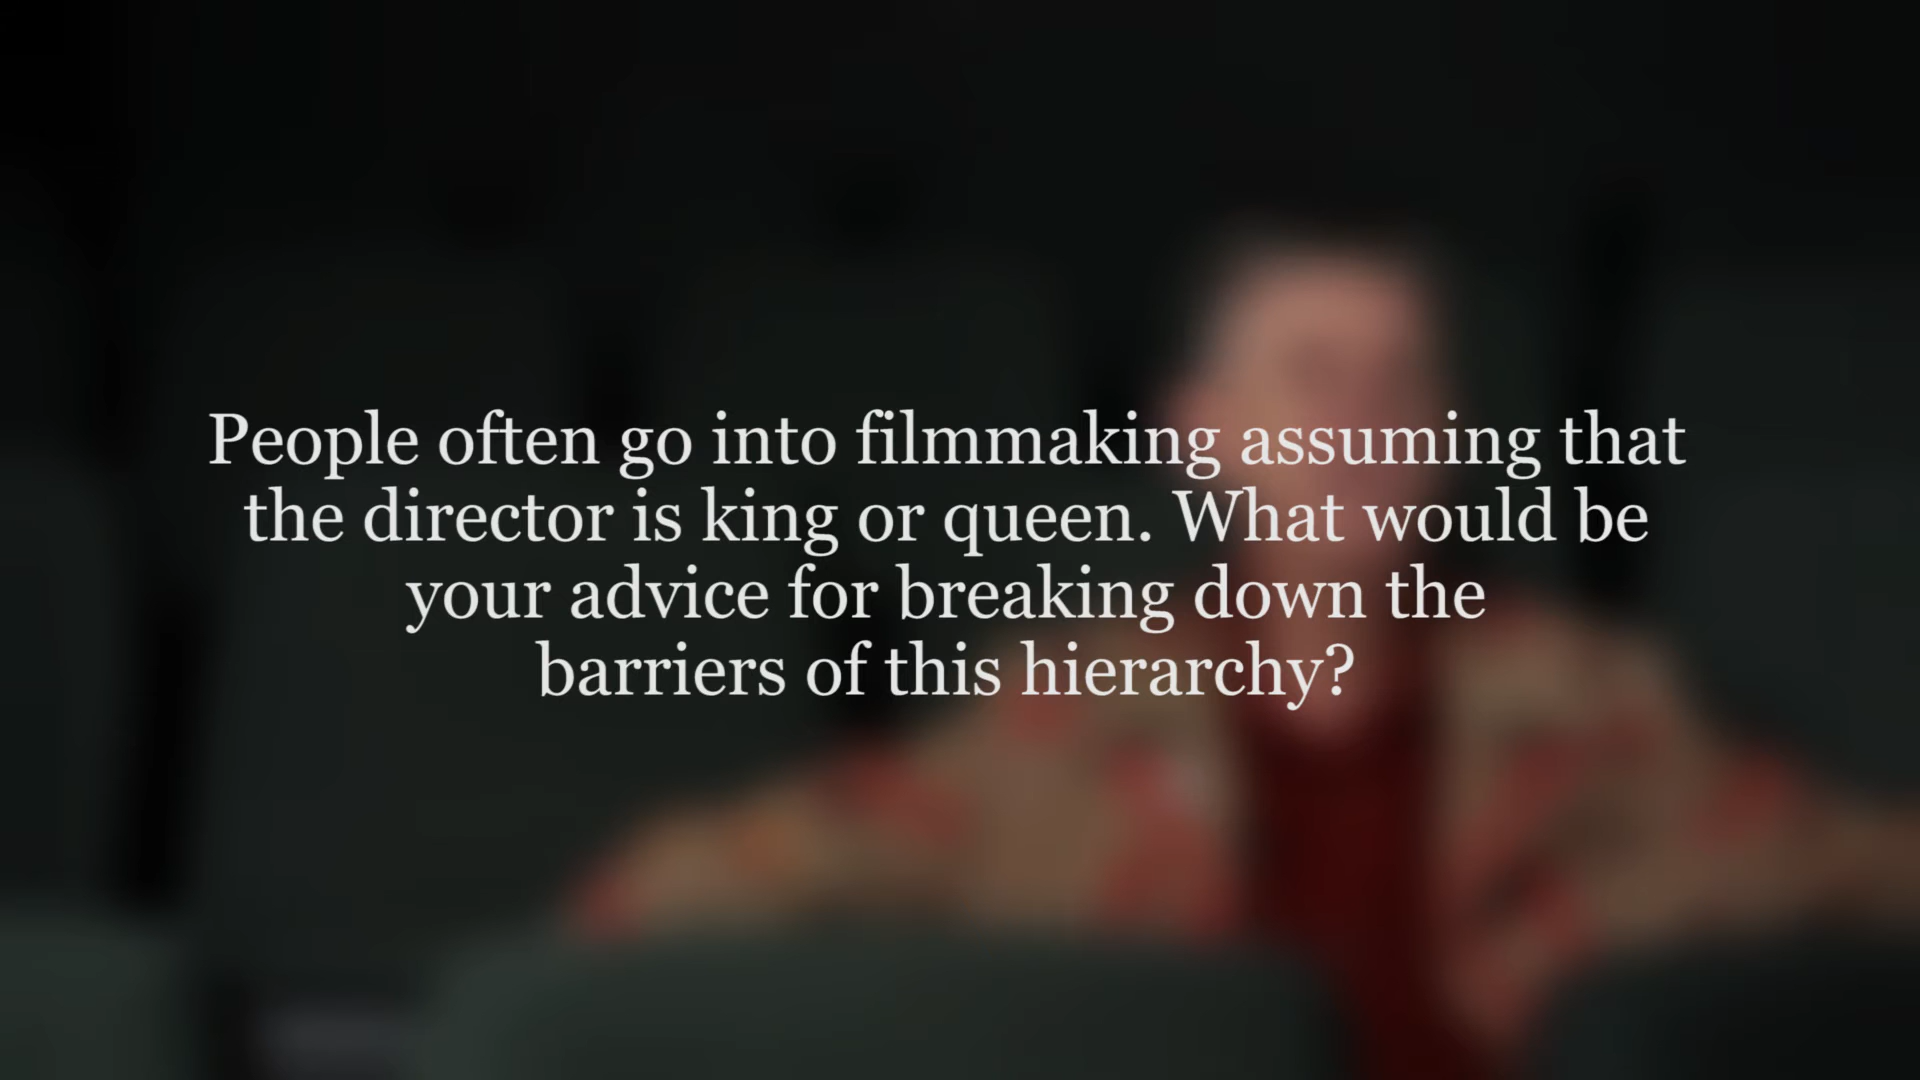 People often go into filmmaking assuming that
the director is king or queen. What would be
your advice for breaking down the
barriers of this hierarchy?